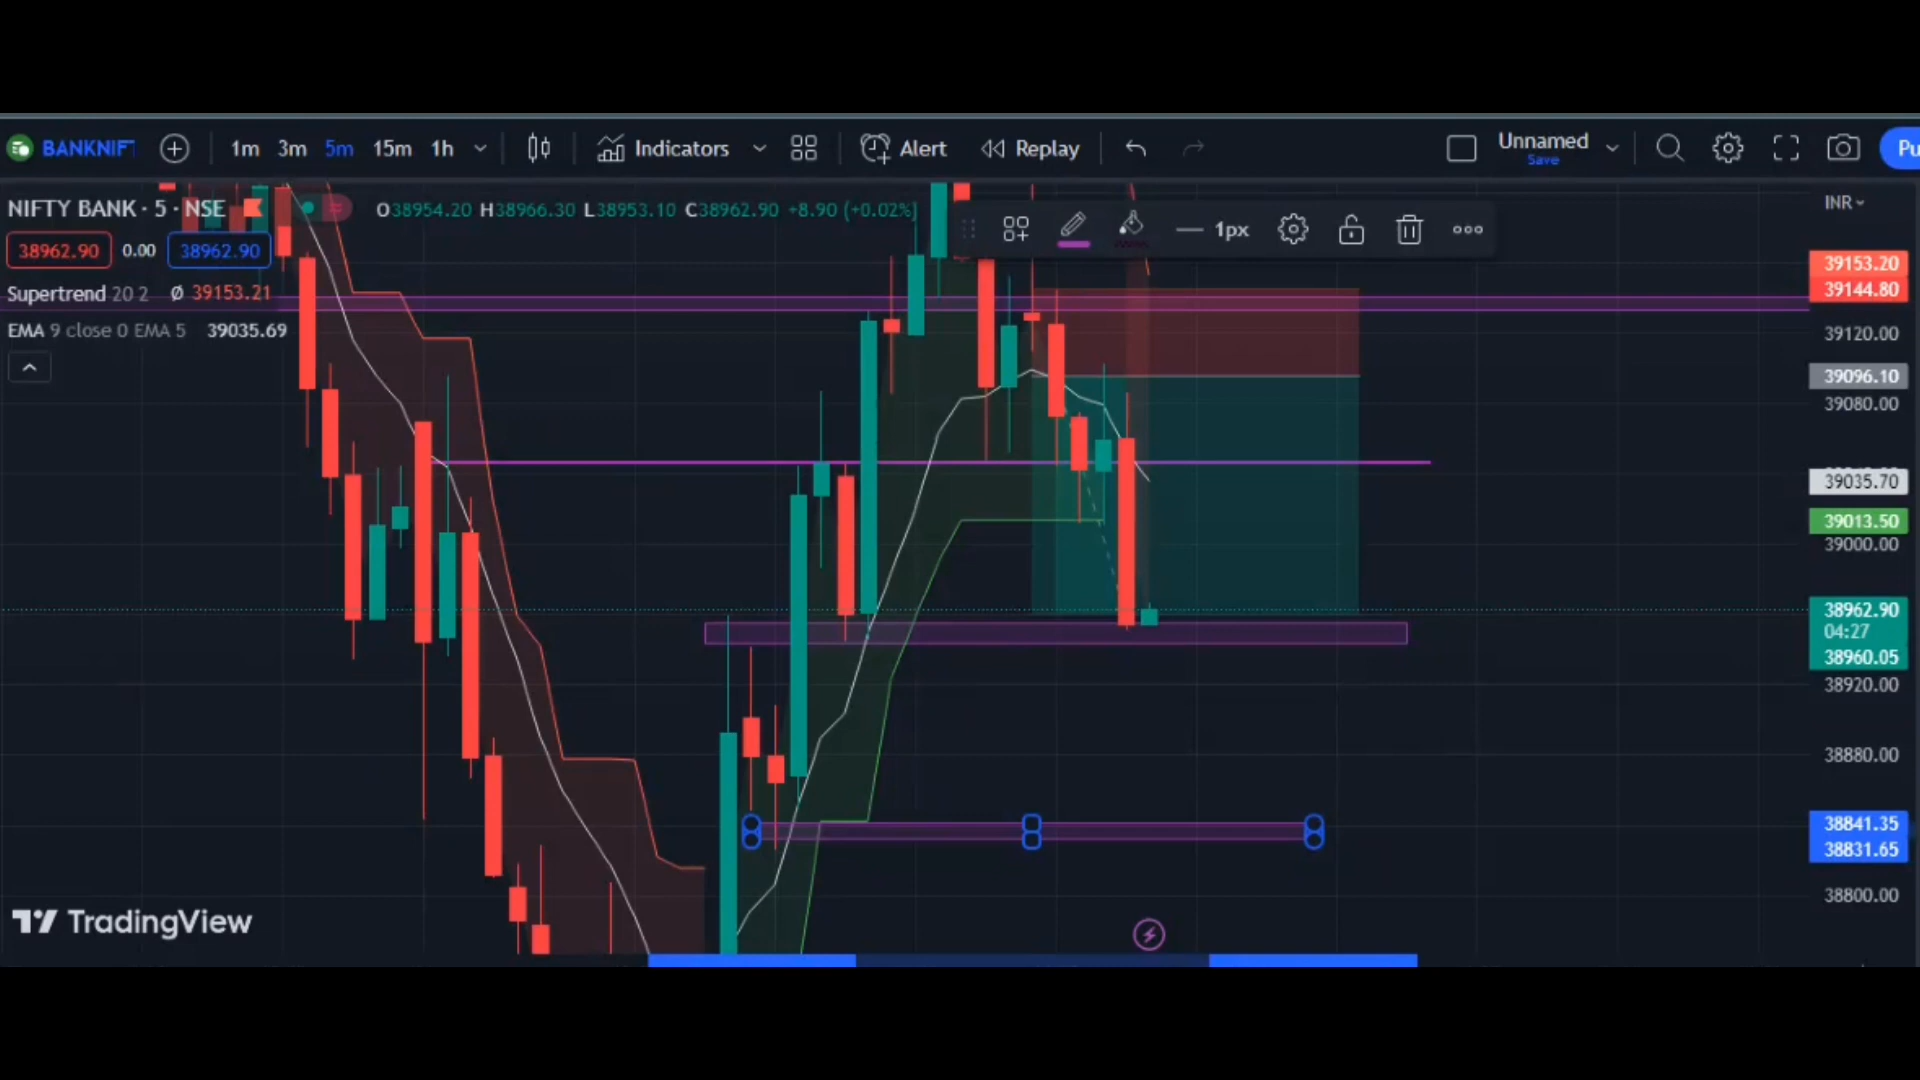 BANKNIF
1m 3m 5m 15m 1h Indicators Alert Replay Unnamed Pu
Save
NIFTY BANK · 5 · NSE O38954.20 H38966.30 L38953.10 C38962.90 +8.90 (+0.02%) INR
38962.90 0.00 38962.90 1px
Supertrend 20 2 Ø 39153.21
EMA 9 close 0 EMA 5 39035.69
39153.20
39144.80
39120.00
39096.10
39080.00
39035.70
39013.50
39000.00
38962.90
04:27
38960.05
38920.00
38880.00
38841.35
38831.65
38800.00
TradingView